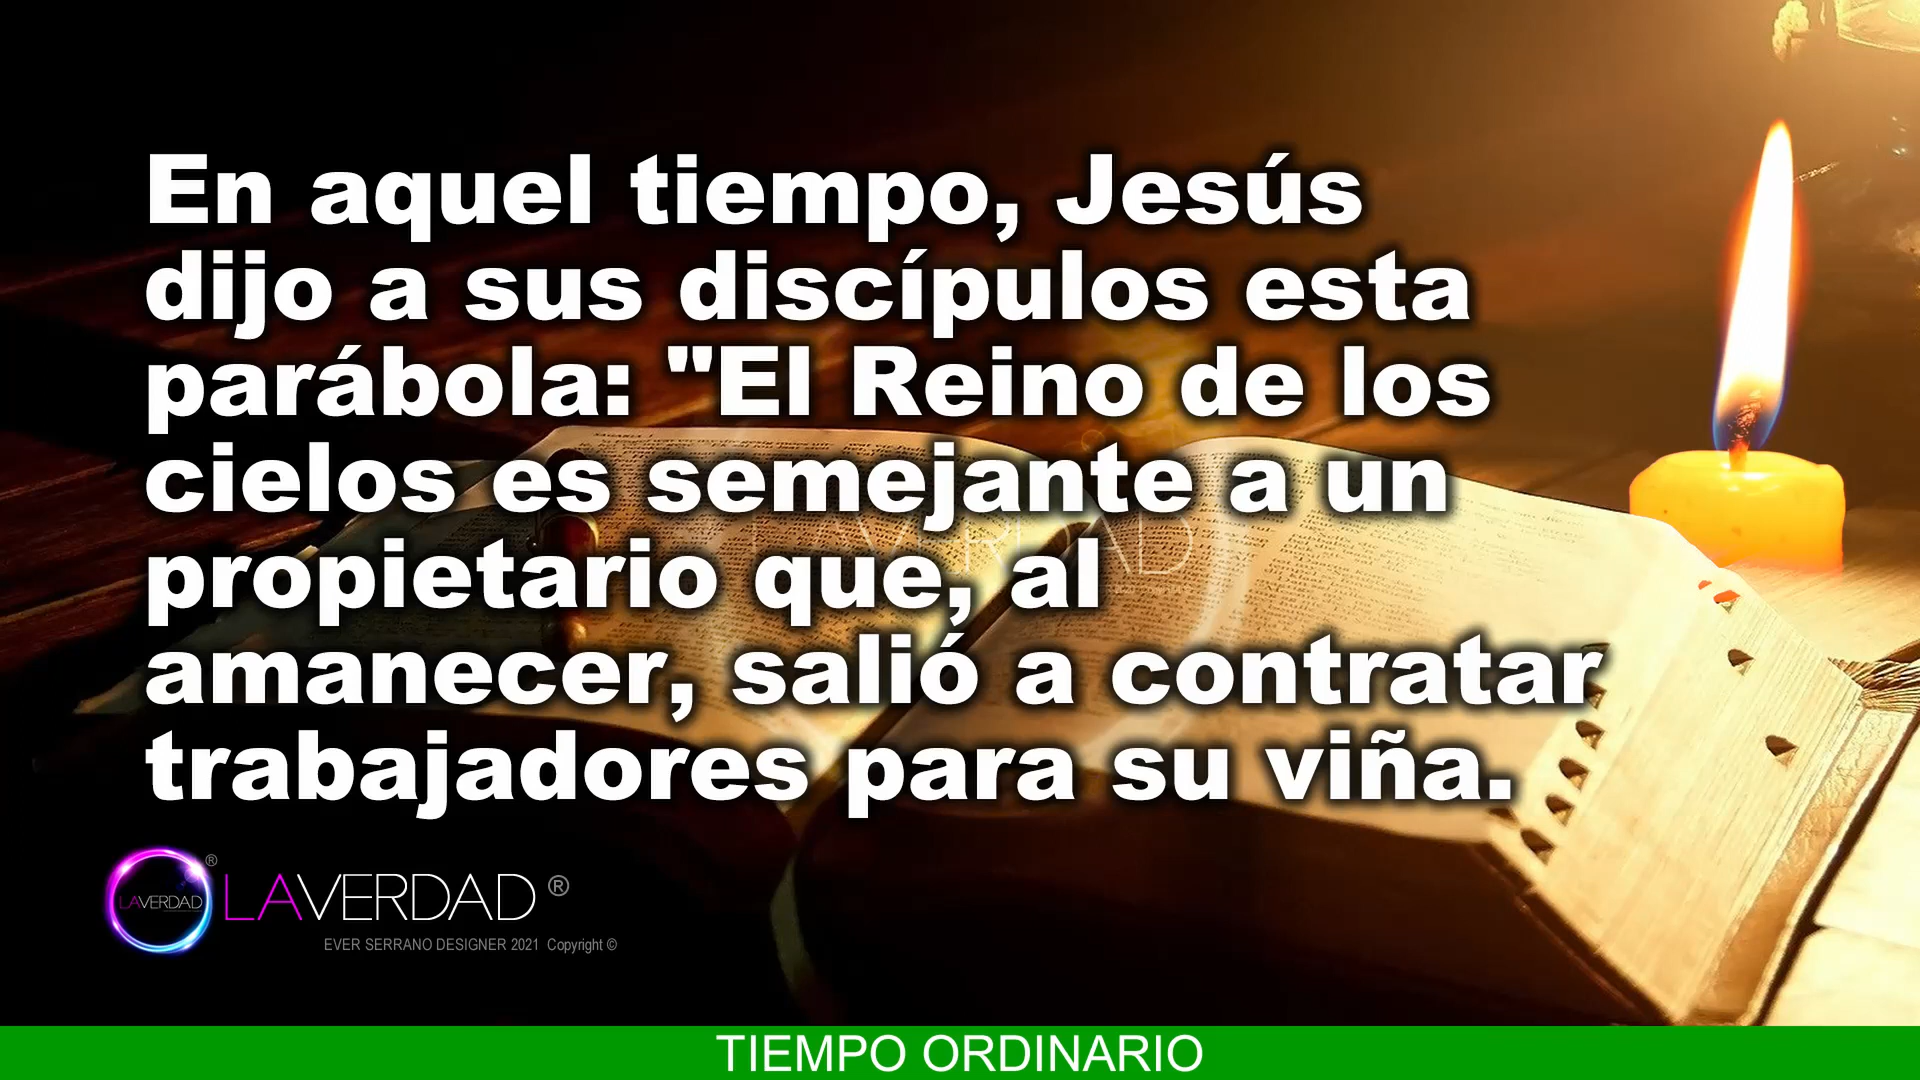 En aquel tiempo, Jesús
dijo a sus discípulos esta
parábola: "El Reino de los
cielos es semejante a un
propietario que, al
amanecer, salió a contratar
trabajadores para su viña.
LAVERDAD ®
LAVERDAD ®
EVER SERRANO DESIGNER 2021 Copyright ©
TIEMPO ORDINARIO